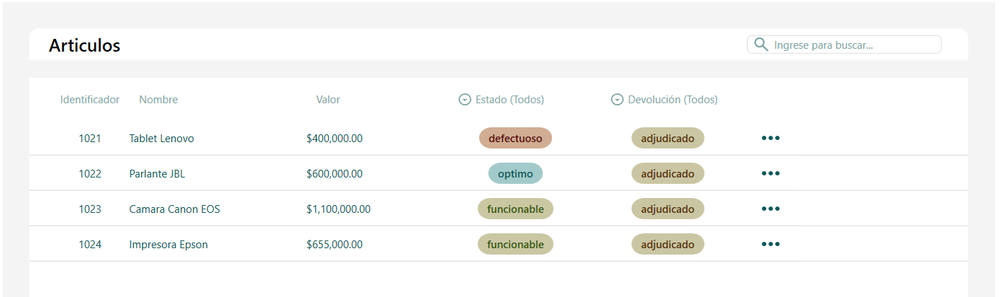 Articulos
Ingrese para buscar...
Identificador Nombre Valor Estado (Todos) Devolución (Todos)
1021 Tablet Lenovo $400,000.00 defectuoso adjudicado
1022 Parlante JBL $600,000.00 optimo adjudicado
1023 Camara Canon EOS $1,100,000.00 funcionable adjudicado
1024 Impresora Epson $655,000.00 funcionable adjudicado